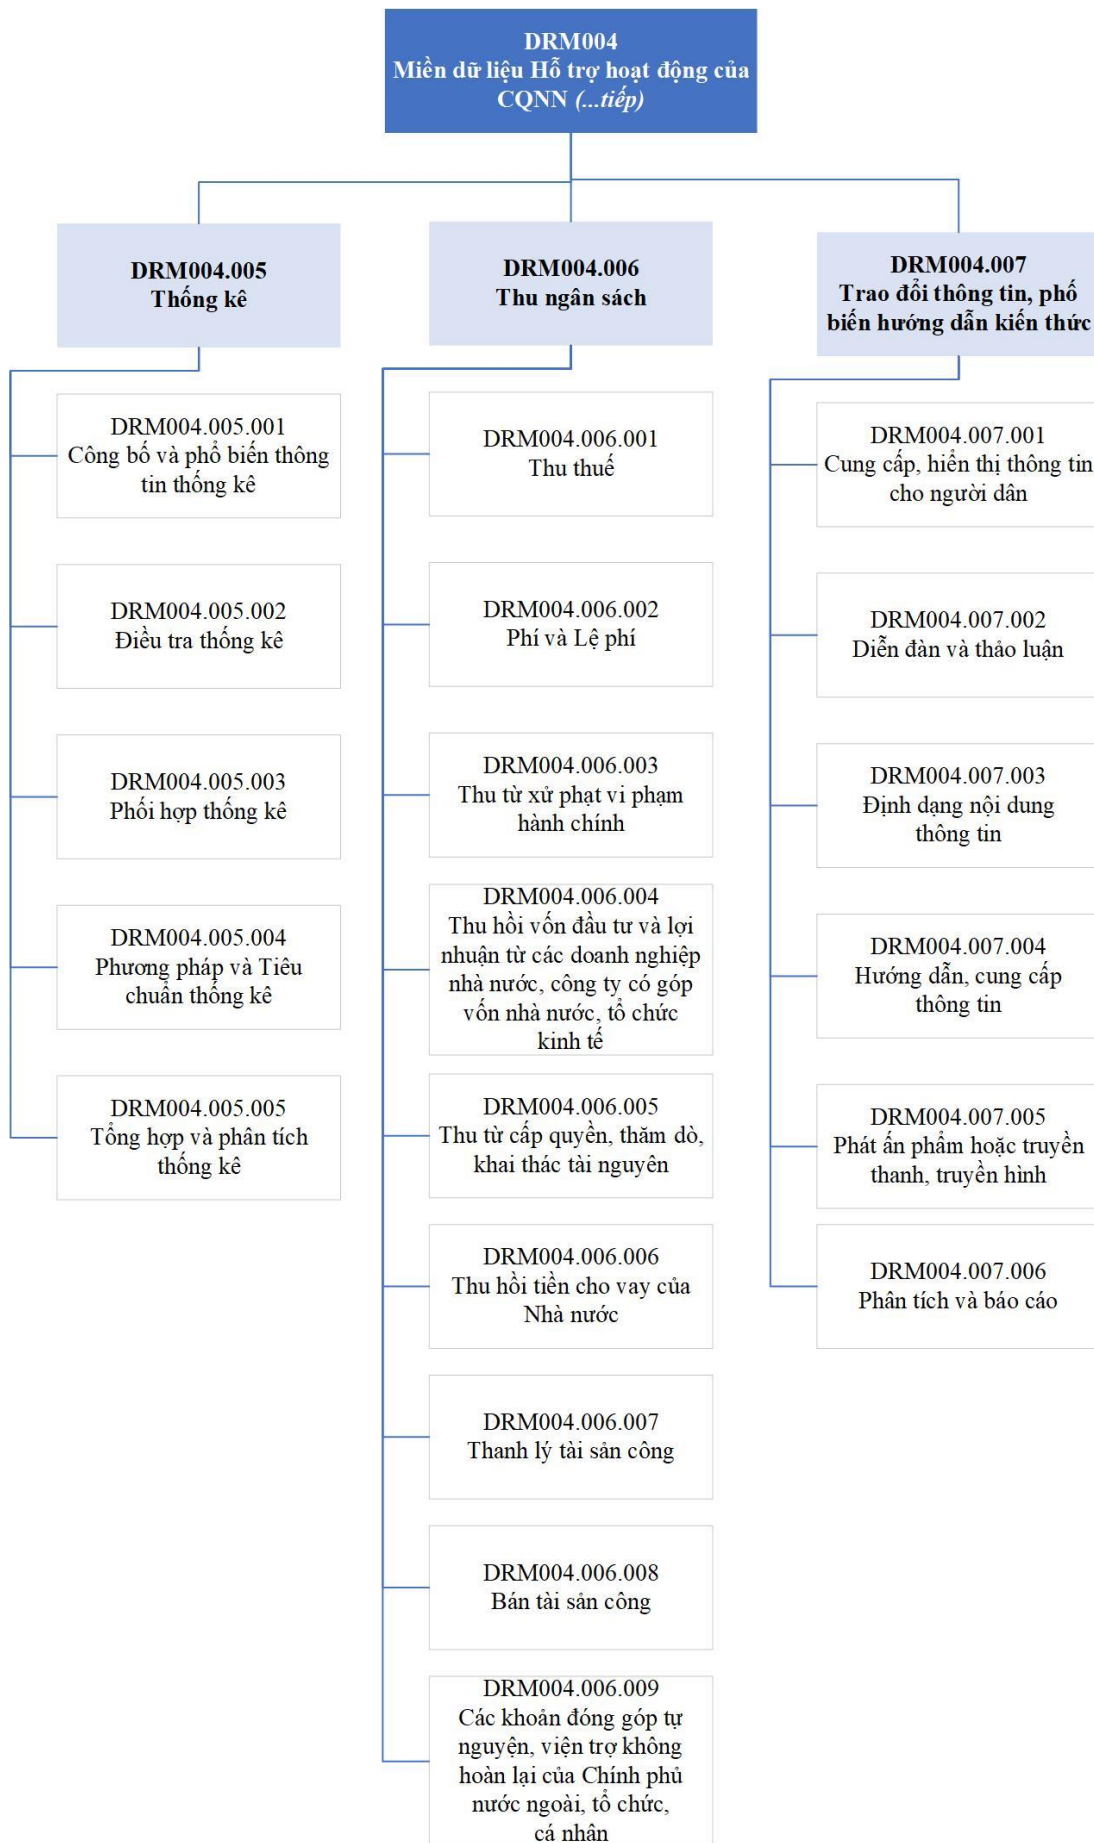 DRM004
Miền dữ liệu Hỗ trợ hoạt động của
CQNN (...tiếp)
DRM004.005
Thống kê
DRM004.005.001
Công bố và phổ biến thông
tin thống kê
DRM004.005.002
Điều tra thống kê
DRM004.005.003
Phối hợp thống kê
DRM004.005.004
Phương pháp và Tiêu
chuẩn thống kê
DRM004.005.005
Tổng hợp và phân tích
thống kê
DRM004.006
Thu ngân sách
DRM004.006.001
Thu thuế
DRM004.006.002
Phí và Lệ phí
DRM004.006.003
Thu từ xử phạt vi phạm
hành chính
DRM004.006.004
Thu hồi vốn đầu tư và lợi
nhuận từ các doanh nghiệp
nhà nước, công ty có góp
vốn nhà nước, tổ chức
kinh tế
DRM004.006.005
Thu từ cấp quyền, thăm dò,
khai thác tài nguyên
DRM004.006.006
Thu hồi tiền cho vay của
Nhà nước
DRM004.006.007
Thanh lý tài sản công
DRM004.006.008
Bán tài sản công
DRM004.006.009
Các khoản đóng góp tự
nguyện, viện trợ không
hoàn lại của Chính phủ
nước ngoài, tổ chức,
cá nhân
DRM004.007
Trao đổi thông tin, phổ
biến hướng dẫn kiến thức
DRM004.007.001
Cung cấp, hiển thị thông tin
cho người dân
DRM004.007.002
Diễn đàn và thảo luận
DRM004.007.003
Định dạng nội dung
thông tin
DRM004.007.004
Hướng dẫn, cung cấp
thông tin
DRM004.007.005
Phát ấn phẩm hoặc truyền
thanh, truyền hình
DRM004.007.006
Phân tích và báo cáo